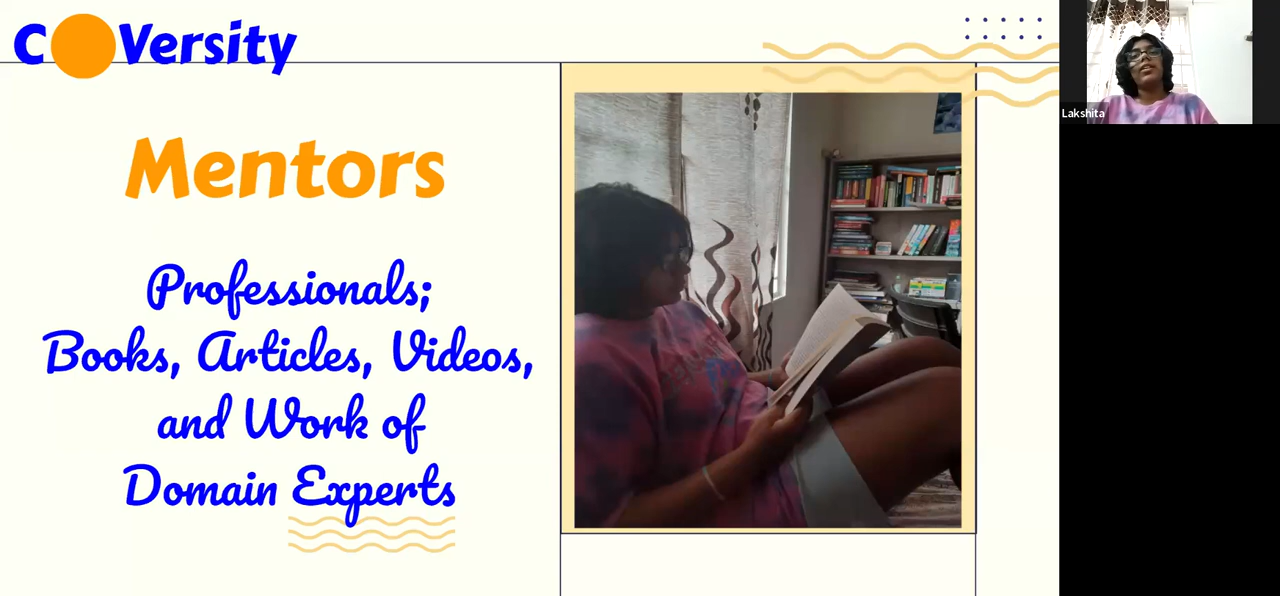 COVersity
Mentors
Professionals;
Books, Articles, Videos,
and Work of
Domain Experts
Lakshita